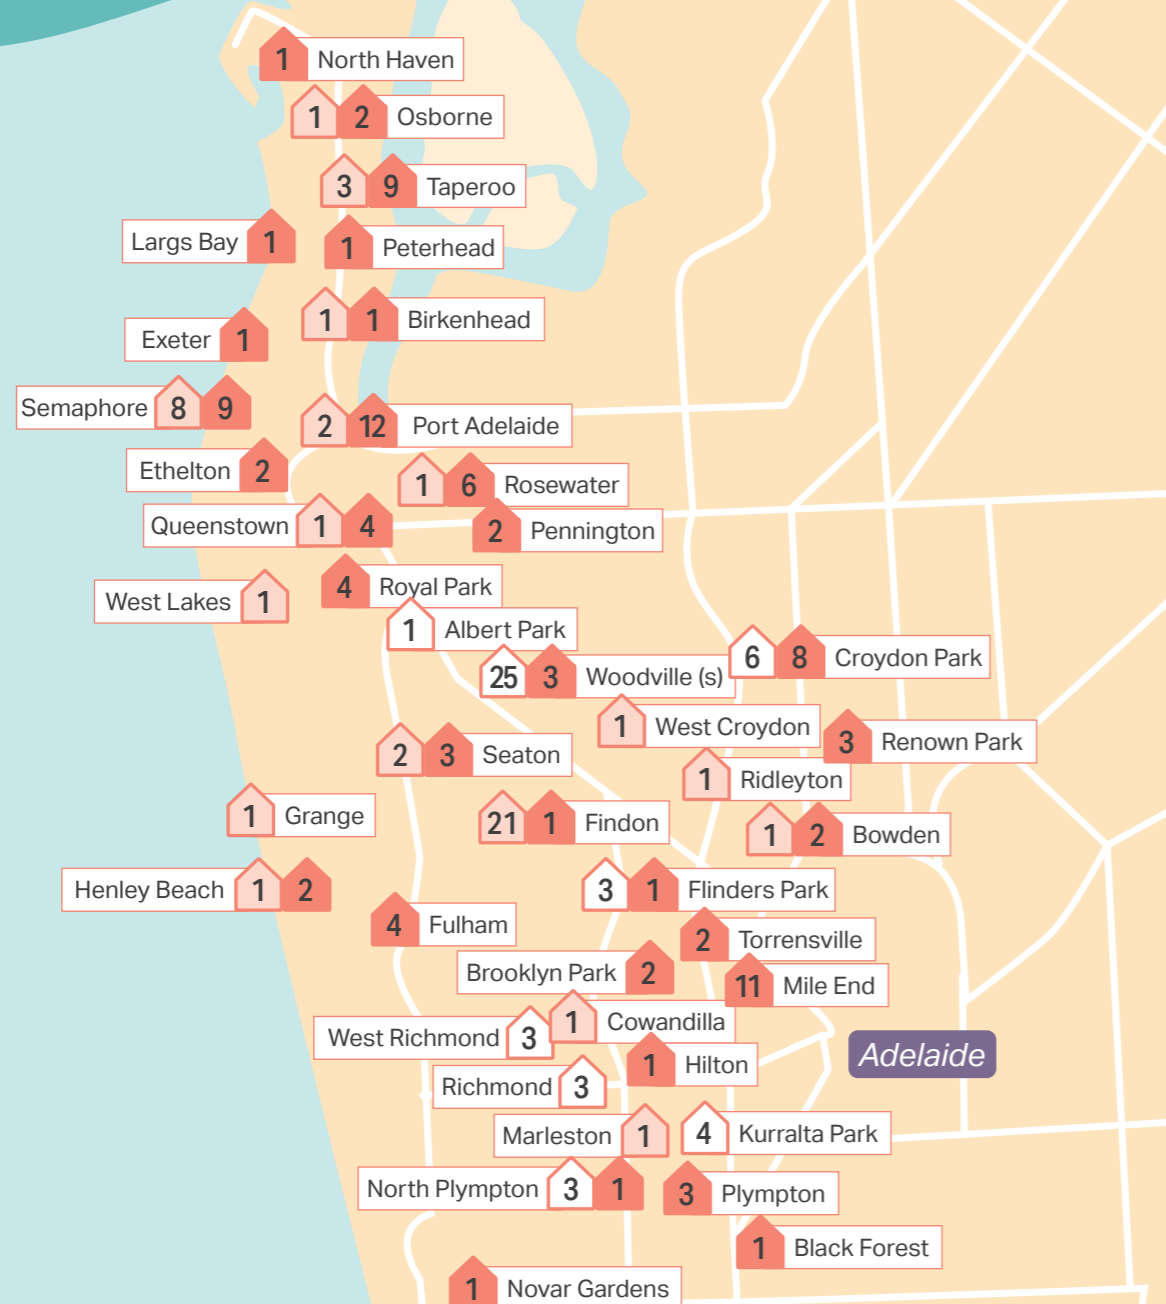 1 North Haven
1 2 Osborne
3 9 Taperoo
Largs Bay 1
1 Peterhead
1 1 Birkenhead
Exeter 1
Semaphore 8 9
2 12 Port Adelaide
Ethelton 2
1 6 Rosewater
Queenstown 1 4
2 Pennington
4 Royal Park
West Lakes 1
1 Albert Park
6 8 Croydon Park
25 3 Woodville (s)
1 West Croydon
3 Renown Park
2 3 Seaton
1 Ridleyton
1 Grange
21 1 Findon
1 2 Bowden
Henley Beach 1 2
3 1 Flinders Park
4 Fulham
2 Torrensville
Brooklyn Park 2
11 Mile End
1 Cowandilla
West Richmond 3
Adelaide
1 Hilton
Richmond 3
Marleston 1
4 Kurralta Park
North Plympton 3 1
3 Plympton
1 Black Forest
1 Novar Gardens